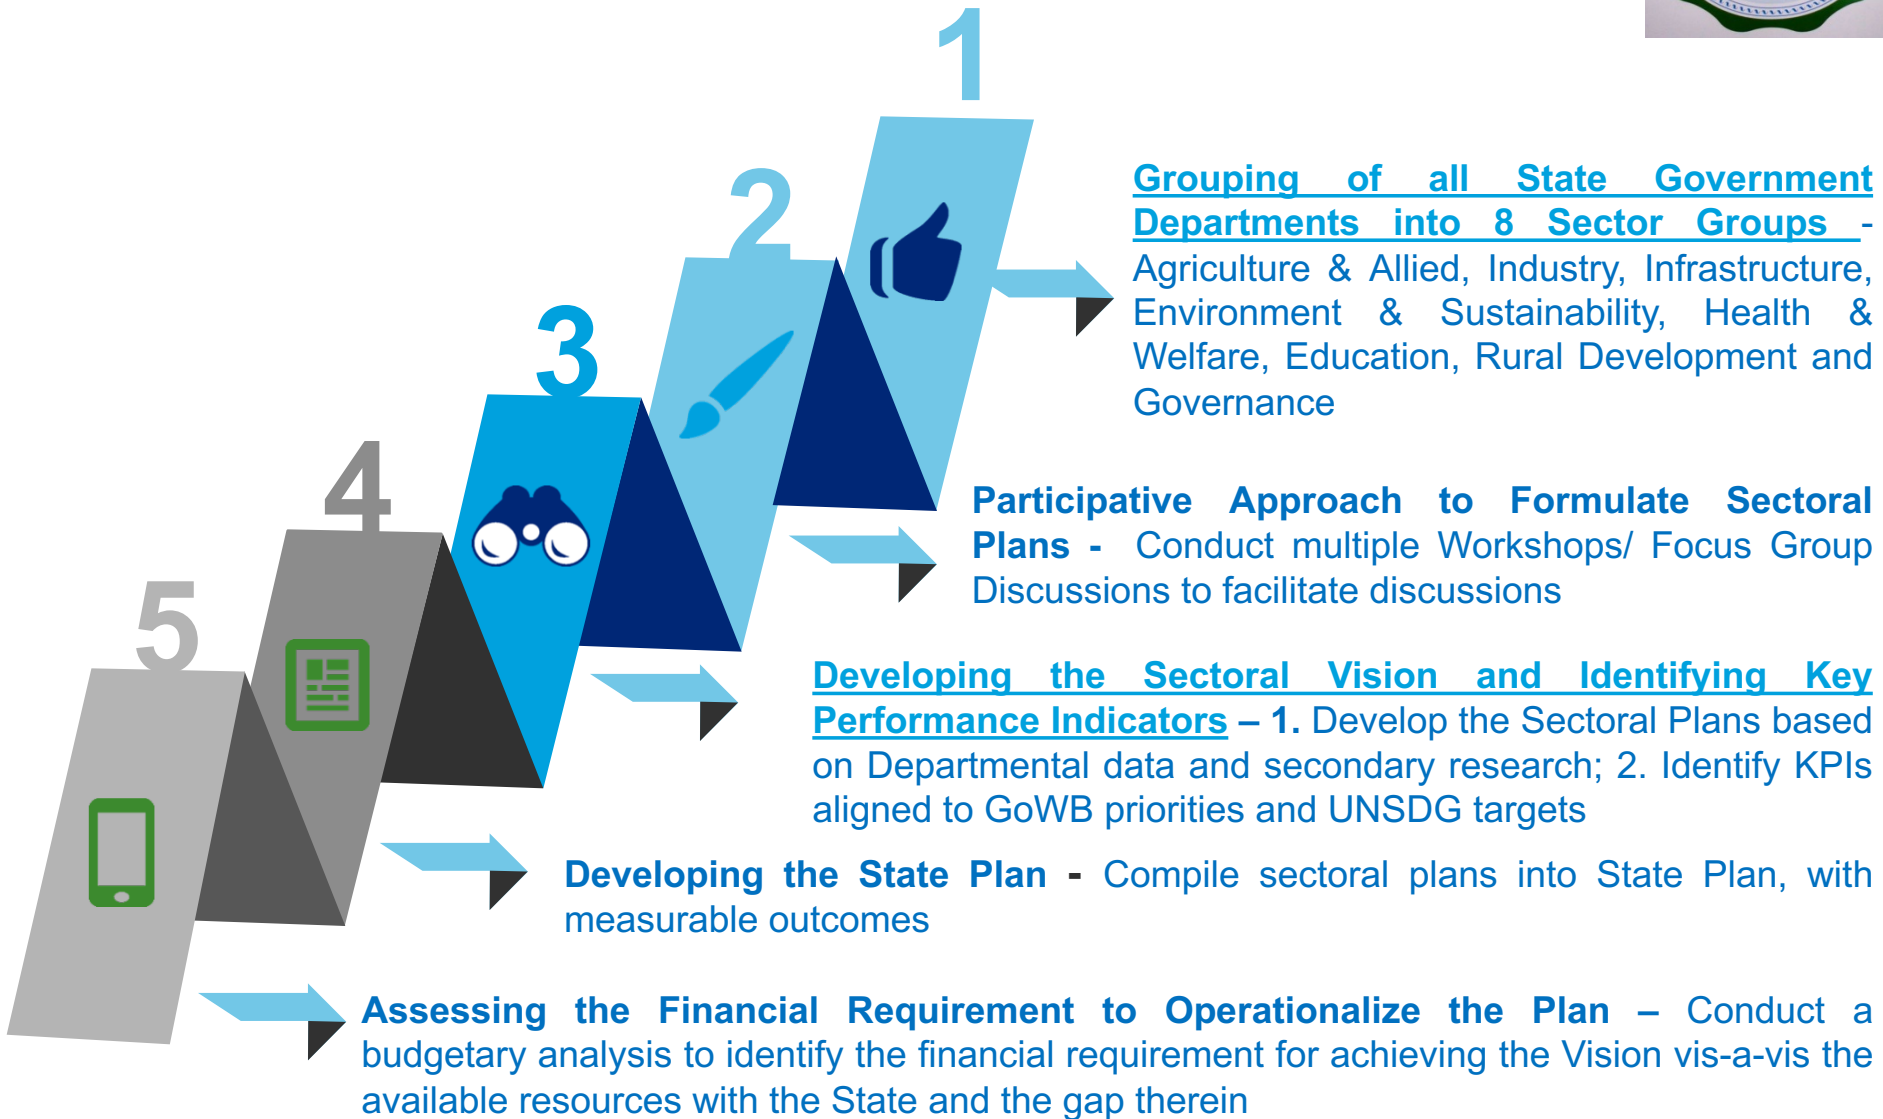 1
Grouping of all State Government
Departments into 8 Sector Groups -
Agriculture & Allied, Industry, Infrastructure,
Environment & Sustainability, Health &
Welfare, Education, Rural Development and
Governance
2
Participative Approach to Formulate Sectoral
Plans - Conduct multiple Workshops/ Focus Group
Discussions to facilitate discussions
3
Developing the Sectoral Vision and Identifying Key
Performance Indicators – 1. Develop the Sectoral Plans based
on Departmental data and secondary research; 2. Identify KPIs
aligned to GoWB priorities and UNSDG targets
4
Developing the State Plan - Compile sectoral plans into State Plan, with
measurable outcomes
5
Assessing the Financial Requirement to Operationalize the Plan – Conduct a
budgetary analysis to identify the financial requirement for achieving the Vision vis-a-vis the
available resources with the State and the gap therein